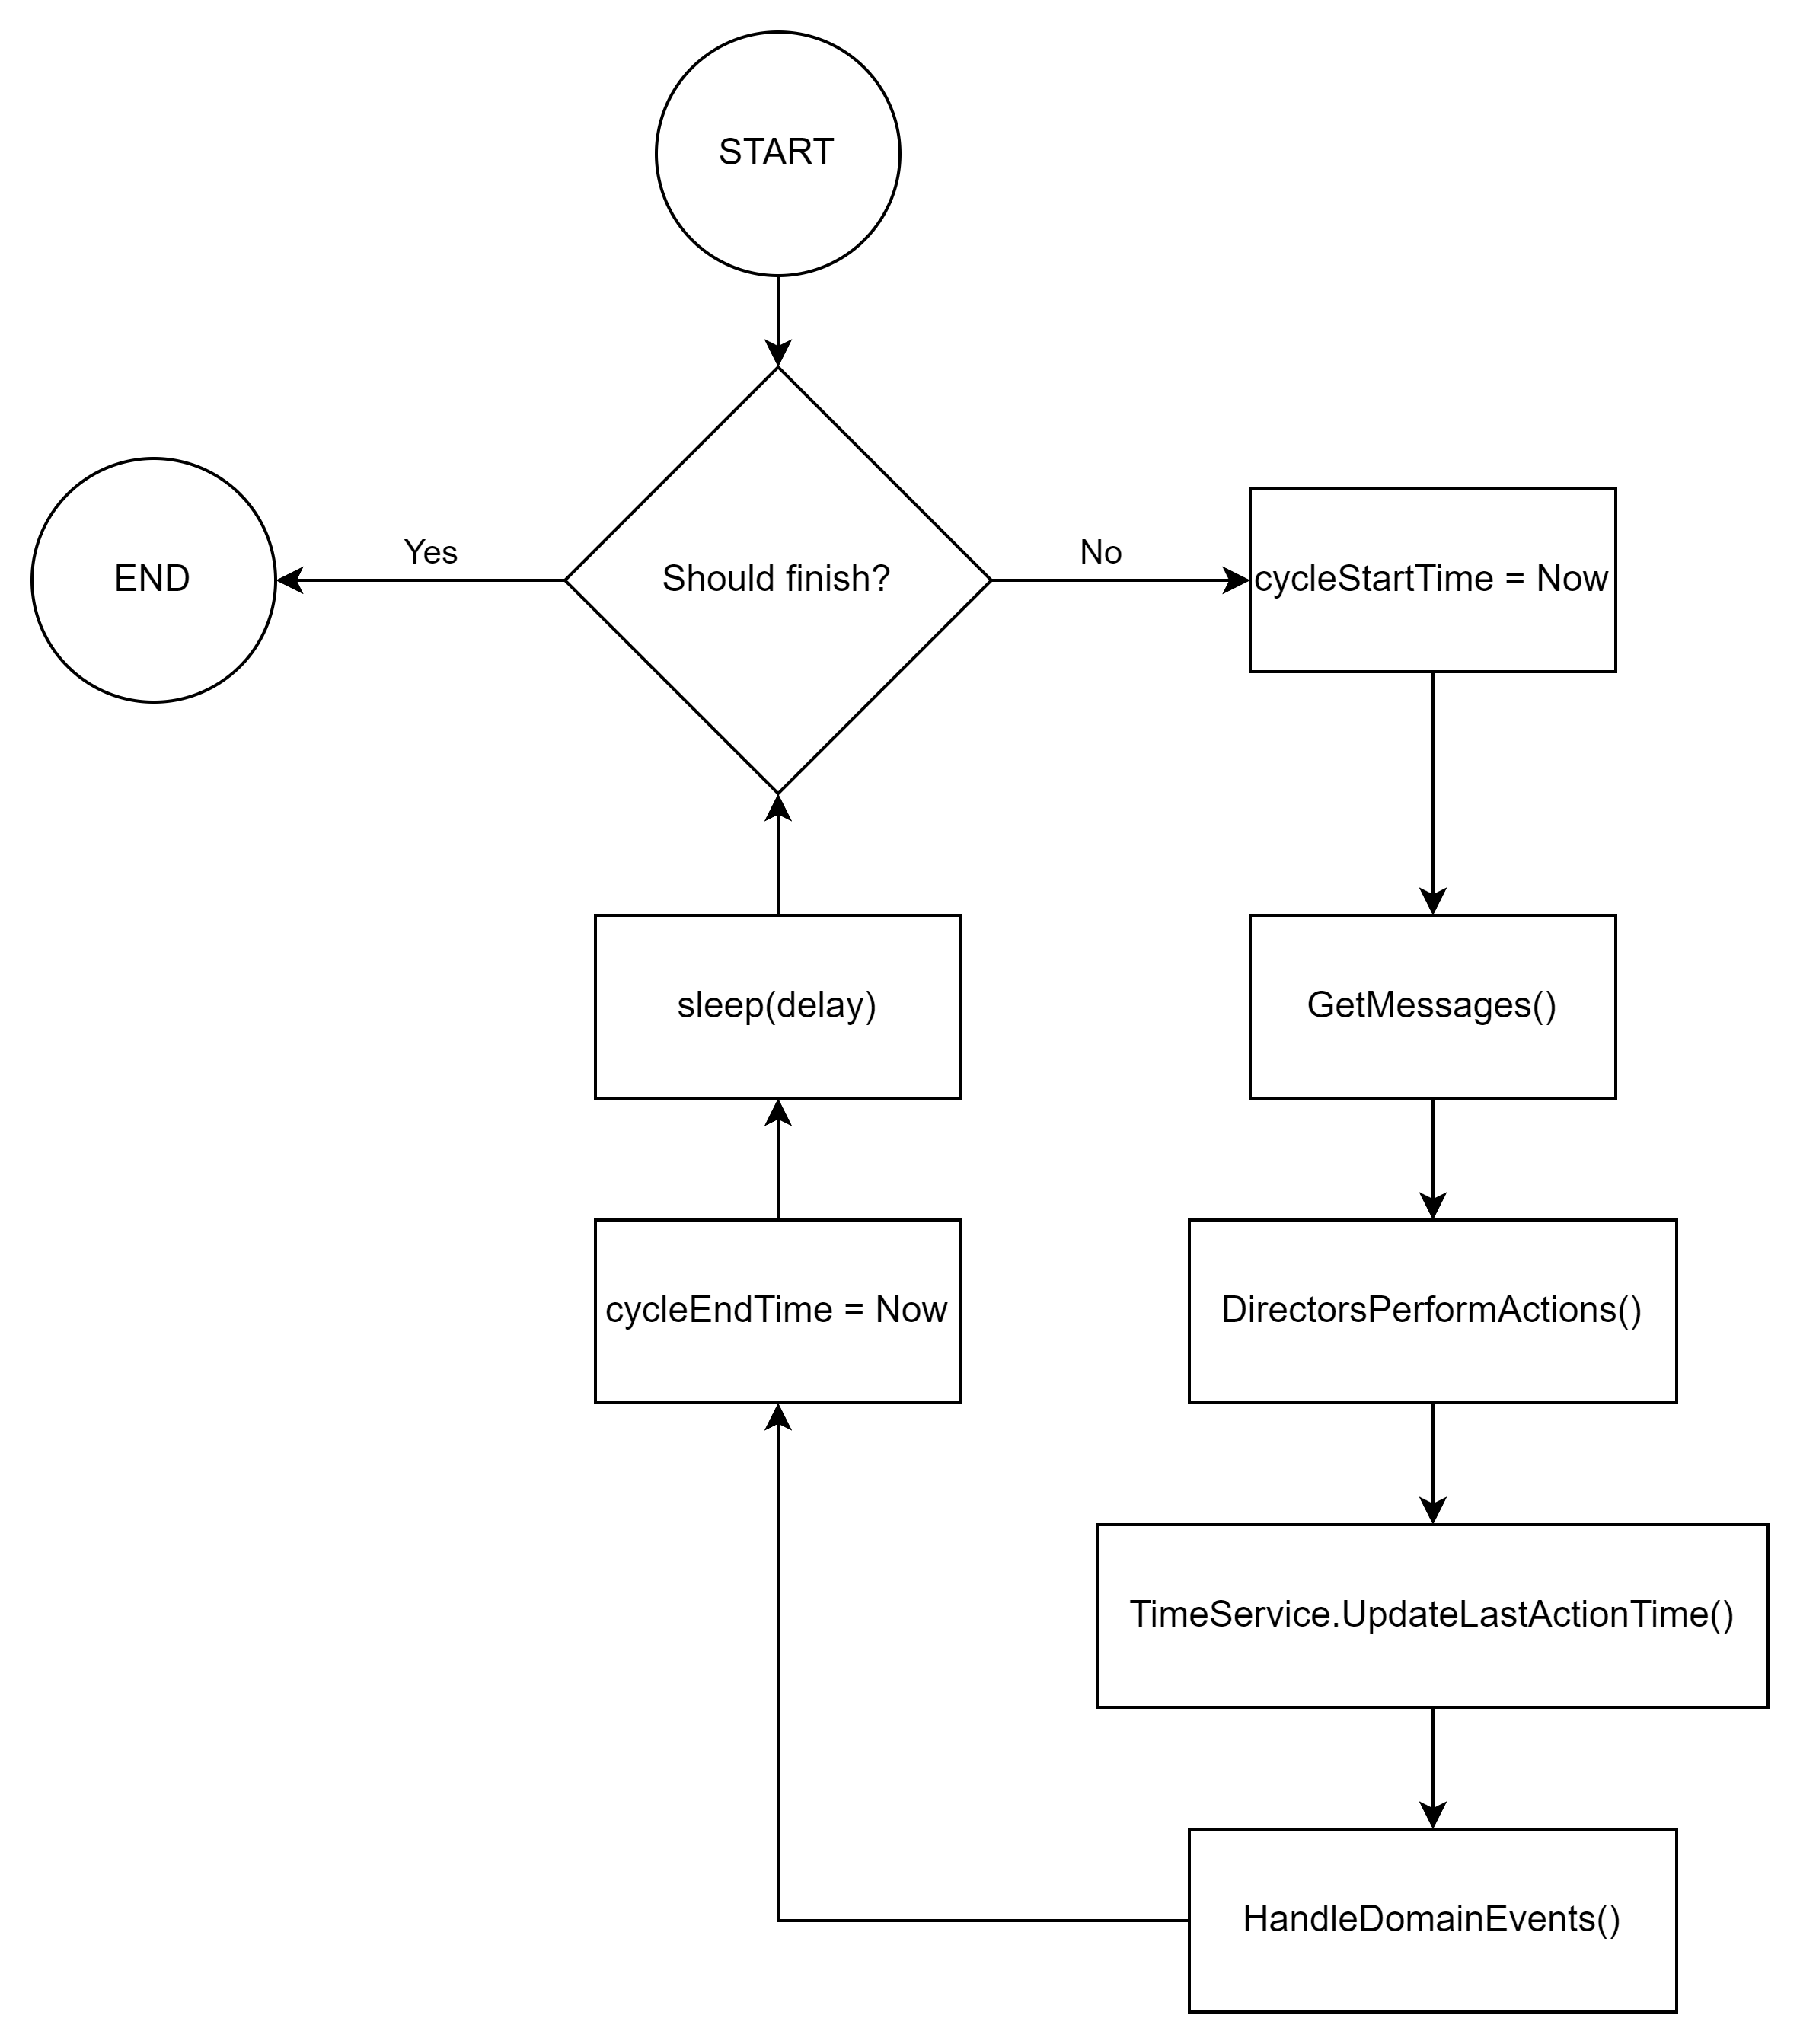 START
Should finish?
Yes
END
No
cycleStartTime = Now
GetMessages()
DirectorsPerformActions()
TimeService.UpdateLastActionTime()
HandleDomainEvents()
cycleEndTime = Now
sleep(delay)